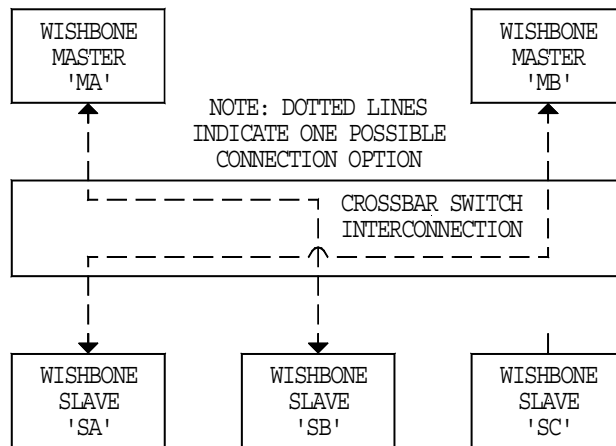 WISHBONE
MASTER
'MA'
WISHBONE
MASTER
'MB'
NOTE: DOTTED LINES
INDICATE ONE POSSIBLE
CONNECTION OPTION
CROSSBAR SWITCH
INTERCONNECTION
WISHBONE
SLAVE
'SA'
WISHBONE
SLAVE
'SB'
WISHBONE
SLAVE
'SC'